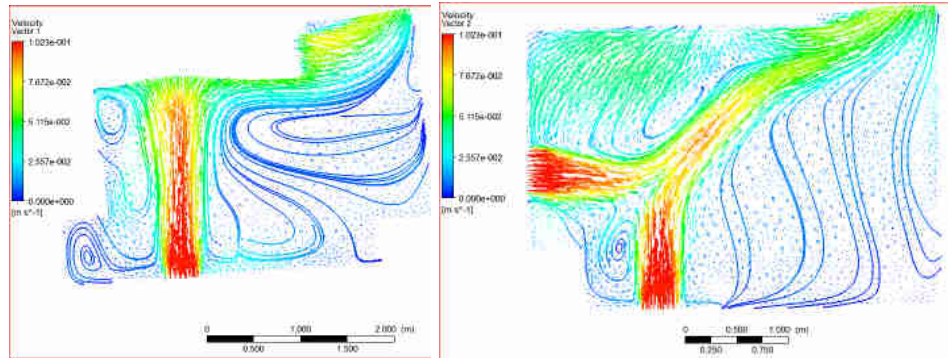 Velocity
Vector 1
1.023e-001
7.672e-002
5.115e-002
2.557e-002
0.000e+000
[m s^-1]
0 1.000 2.000 (m)
0.500 1.500
Velocity
Vector 2
1.023e-001
7.672e-002
5.115e-002
2.557e-002
0.000e+000
[m s^-1]
0 0.500 1.000 (m)
0.250 0.750